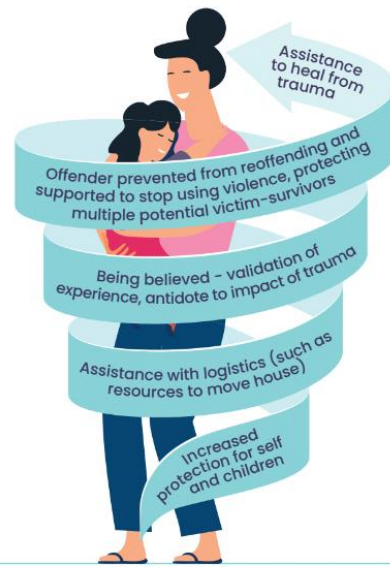 Assistance
to heal from
trauma
Offender prevented from reoffending and
supported to stop using violence, protecting
multiple potential victim-survivors
Being believed - validation of
experience, antidote to impact of trauma
Assistance with logistics (such as
resources to move house)
Increased
protection for self
and children